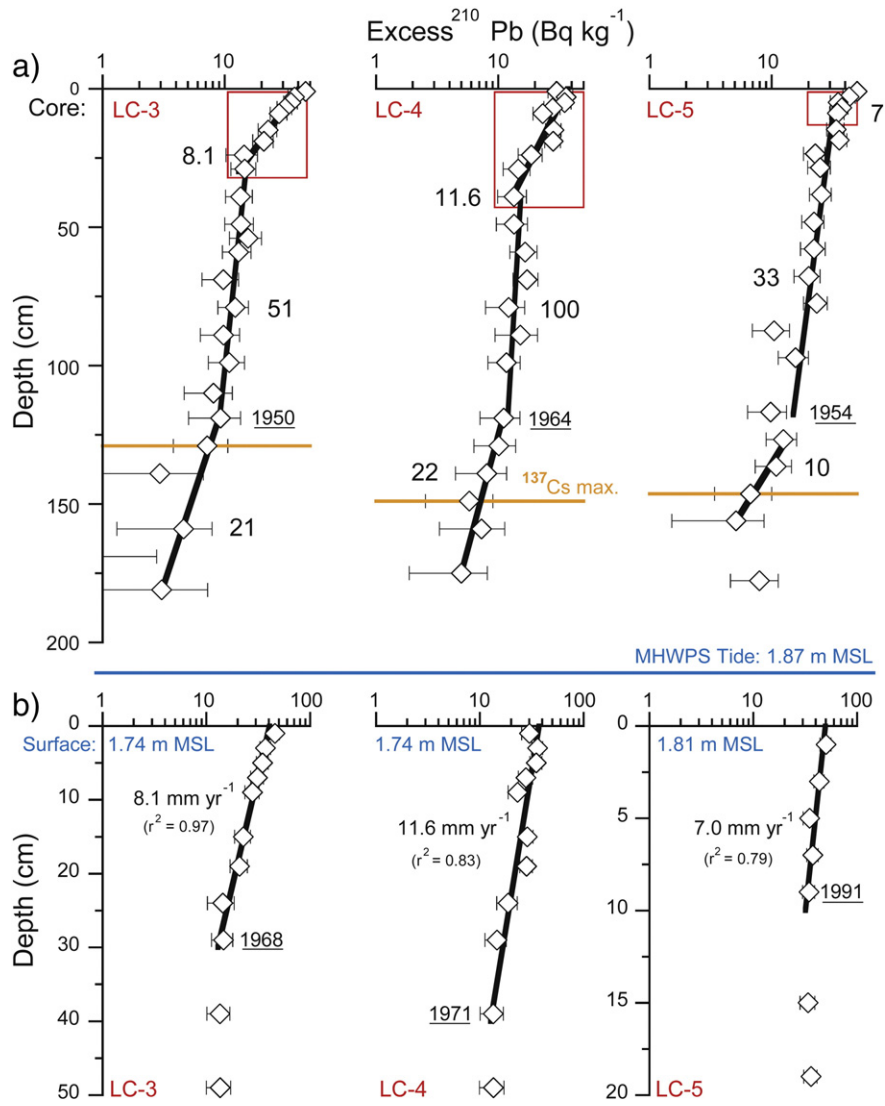 Excess 210 Pb (Bq kg-1)
a)
1 10
1 10
1 10
Core: LC-3 LC-4 LC-5
0
50
100
150
200
Depth (cm)
8.1
51
1950
21
11.6
100
1964
22
137Cs max.
7
33
1954
10
MHWPS Tide: 1.87 m MSL
b)
1 10 100
1 10 100
1 10 100
Surface: 1.74 m MSL 1.74 m MSL 1.81 m MSL
0
10
20
30
40
50
Depth (cm)
8.1 mm yr-1
(r2 = 0.97)
1968
LC-3
11.6 mm yr-1
(r2 = 0.83)
1971
LC-4
0
5
10
15
20
7.0 mm yr-1
(r2 = 0.79)
1991
LC-5